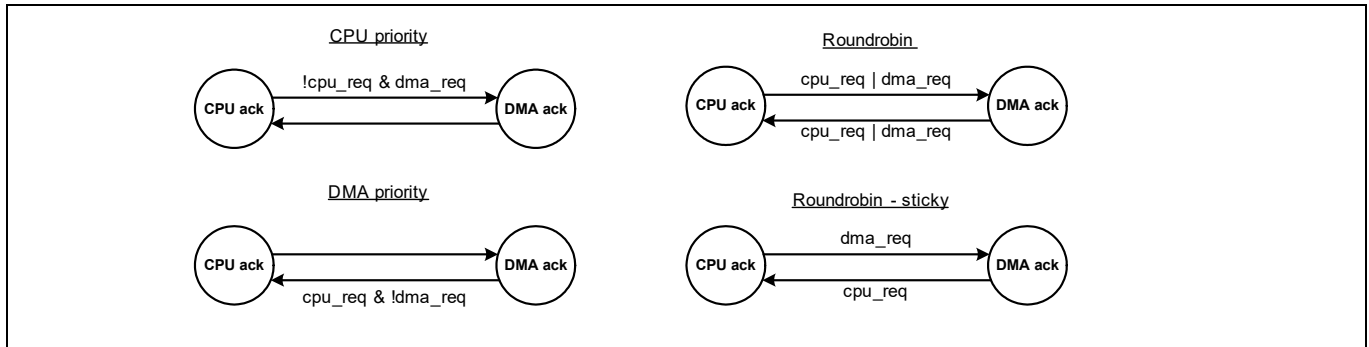 CPU priority
CPU ack
!cpu_req & dma_req
DMA ack
Roundrobin
CPU ack
cpu_req | dma_req
cpu_req | dma_req
DMA ack
DMA priority
CPU ack
cpu_req & !dma_req
DMA ack
Roundrobin - sticky
CPU ack
dma_req
cpu_req
DMA ack